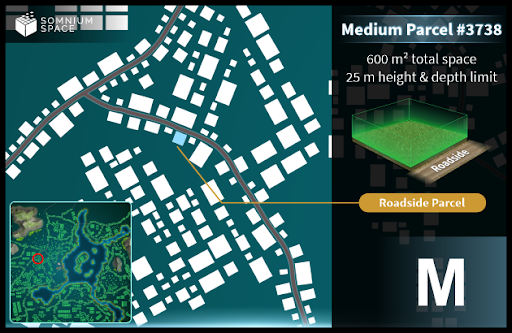 SOMNIUM
SPACE
Medium Parcel #3738
600 m² total space
25 m height & depth limit
Roadside
Roadside Parcel
M